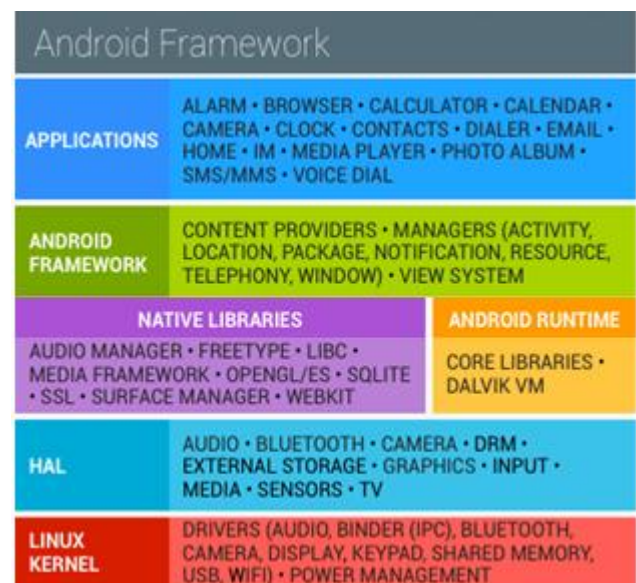 Android Framework
APPLICATIONS
ALARM • BROWSER • CALCULATOR • CALENDAR •
CAMERA • CLOCK • CONTACTS • DIALER • EMAIL •
HOME • IM • MEDIA PLAYER • PHOTO ALBUM •
SMS/MMS • VOICE DIAL
ANDROID
FRAMEWORK
CONTENT PROVIDERS • MANAGERS (ACTIVITY,
LOCATION, PACKAGE, NOTIFICATION, RESOURCE,
TELEPHONY, WINDOW) • VIEW SYSTEM
NATIVE LIBRARIES
AUDIO MANAGER • FREETYPE • LIBC •
MEDIA FRAMEWORK • OPENGL/ES • SQLITE
• SSL • SURFACE MANAGER • WEBKIT
ANDROID RUNTIME
CORE LIBRARIES •
DALVIK VM
HAL
AUDIO • BLUETOOTH • CAMERA • DRM •
EXTERNAL STORAGE • GRAPHICS • INPUT •
MEDIA • SENSORS • TV
LINUX
KERNEL
DRIVERS (AUDIO, BINDER (IPC), BLUETOOTH,
CAMERA, DISPLAY, KEYPAD, SHARED MEMORY,
USB, WIFI) • POWER MANAGEMENT